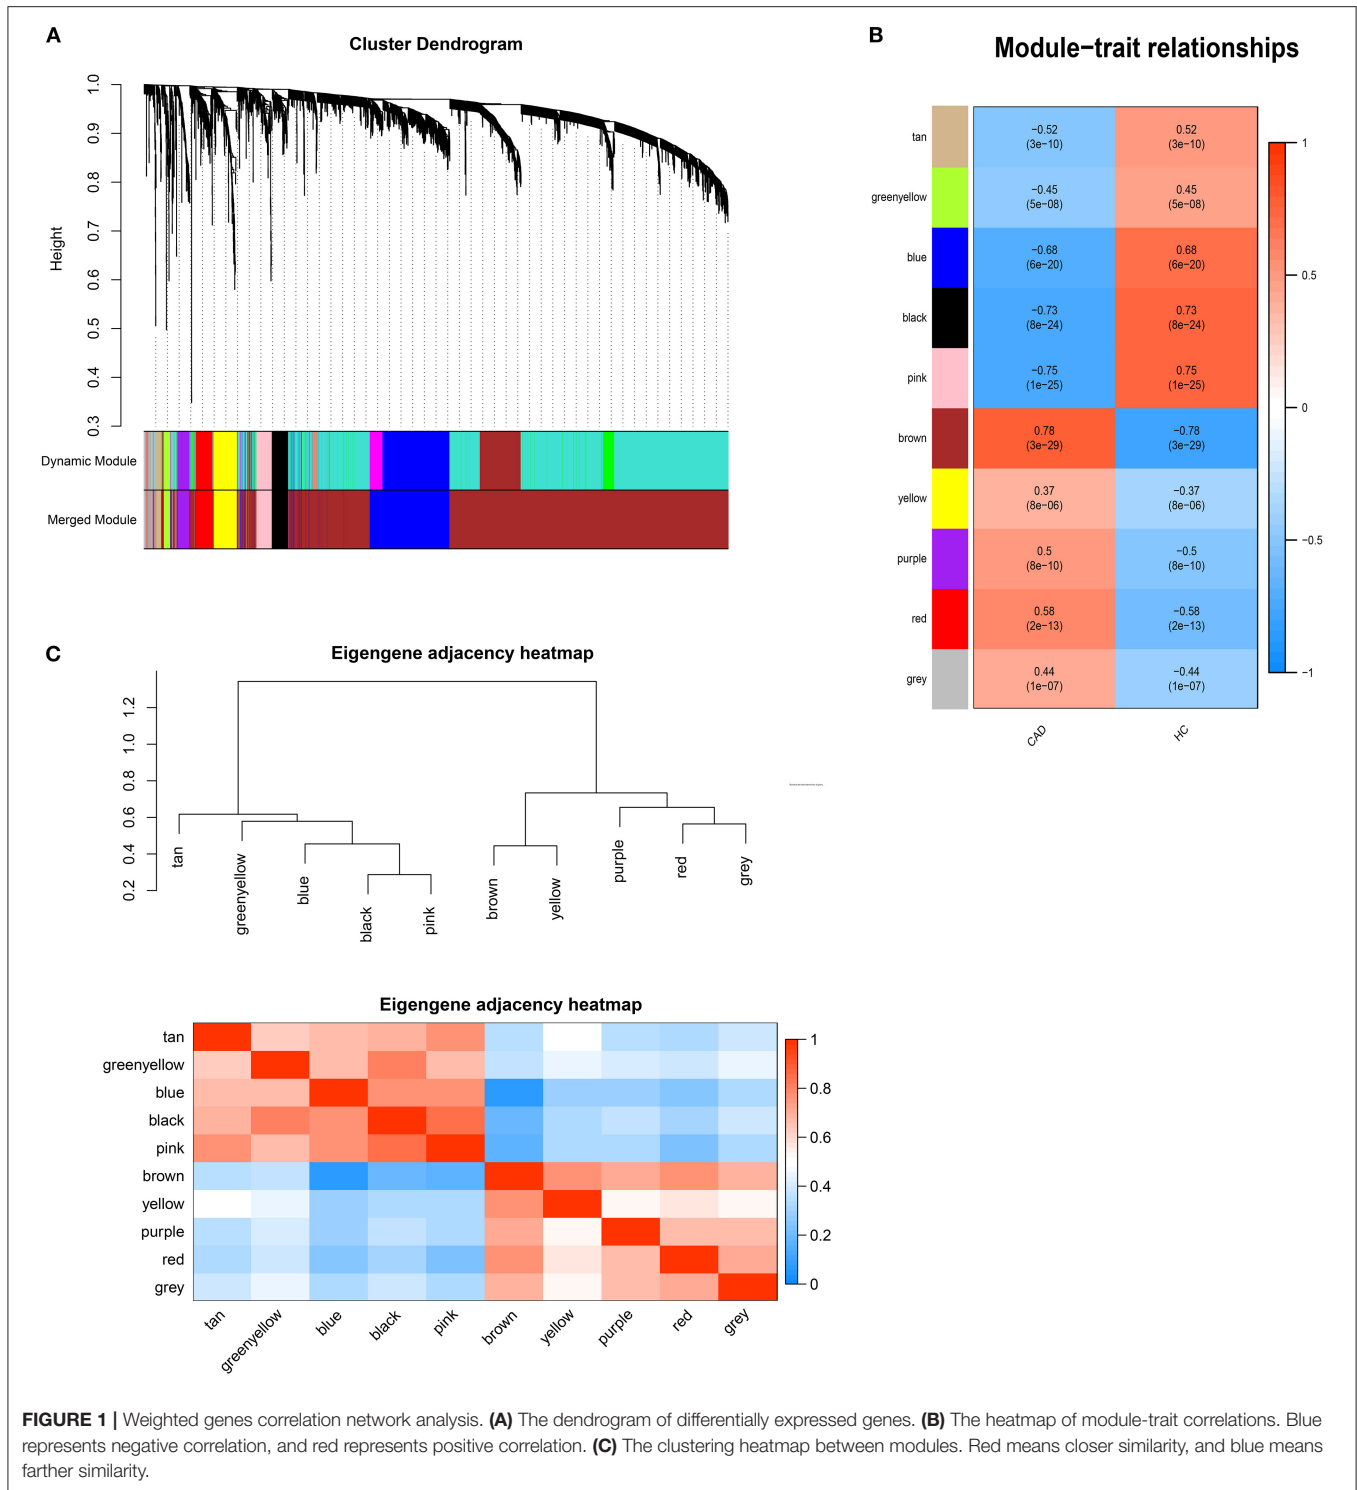 A
Cluster Dendrogram
Height
1.0
0.9
0.8
0.7
0.6
0.5
0.4
0.3
Dynamic Module
Merged Module
B
Module−trait relationships
tan
−0.52
(3e−10)
0.52
(3e−10)
greenyellow
−0.45
(5e−08)
0.45
(5e−08)
blue
−0.68
(6e−20)
0.68
(6e−20)
black
−0.73
(8e−24)
0.73
(8e−24)
pink
−0.75
(1e−25)
0.75
(1e−25)
brown
0.78
(3e−29)
−0.78
(3e−29)
yellow
0.37
(8e−06)
−0.37
(8e−06)
purple
0.5
(8e−10)
−0.5
(8e−10)
red
0.58
(2e−13)
−0.58
(2e−13)
grey
0.44
(1e−07)
−0.44
(1e−07)
CAD
HC
1
0.5
0
−0.5
−1
C
Eigengene adjacency heatmap
1.2
1.0
0.8
0.6
0.4
0.2
tan
greenyellow
blue
black
pink
brown
yellow
purple
red
grey
Eigengene adjacency heatmap
tan
greenyellow
blue
black
pink
brown
yellow
purple
red
grey
tan
greenyellow
blue
black
pink
brown
yellow
purple
red
grey
1
0.8
0.6
0.4
0.2
0
FIGURE 1 | Weighted genes correlation network analysis. (A) The dendrogram of differentially expressed genes. (B) The heatmap of module-trait correlations. Blue
represents negative correlation, and red represents positive correlation. (C) The clustering heatmap between modules. Red means closer similarity, and blue means
farther similarity.